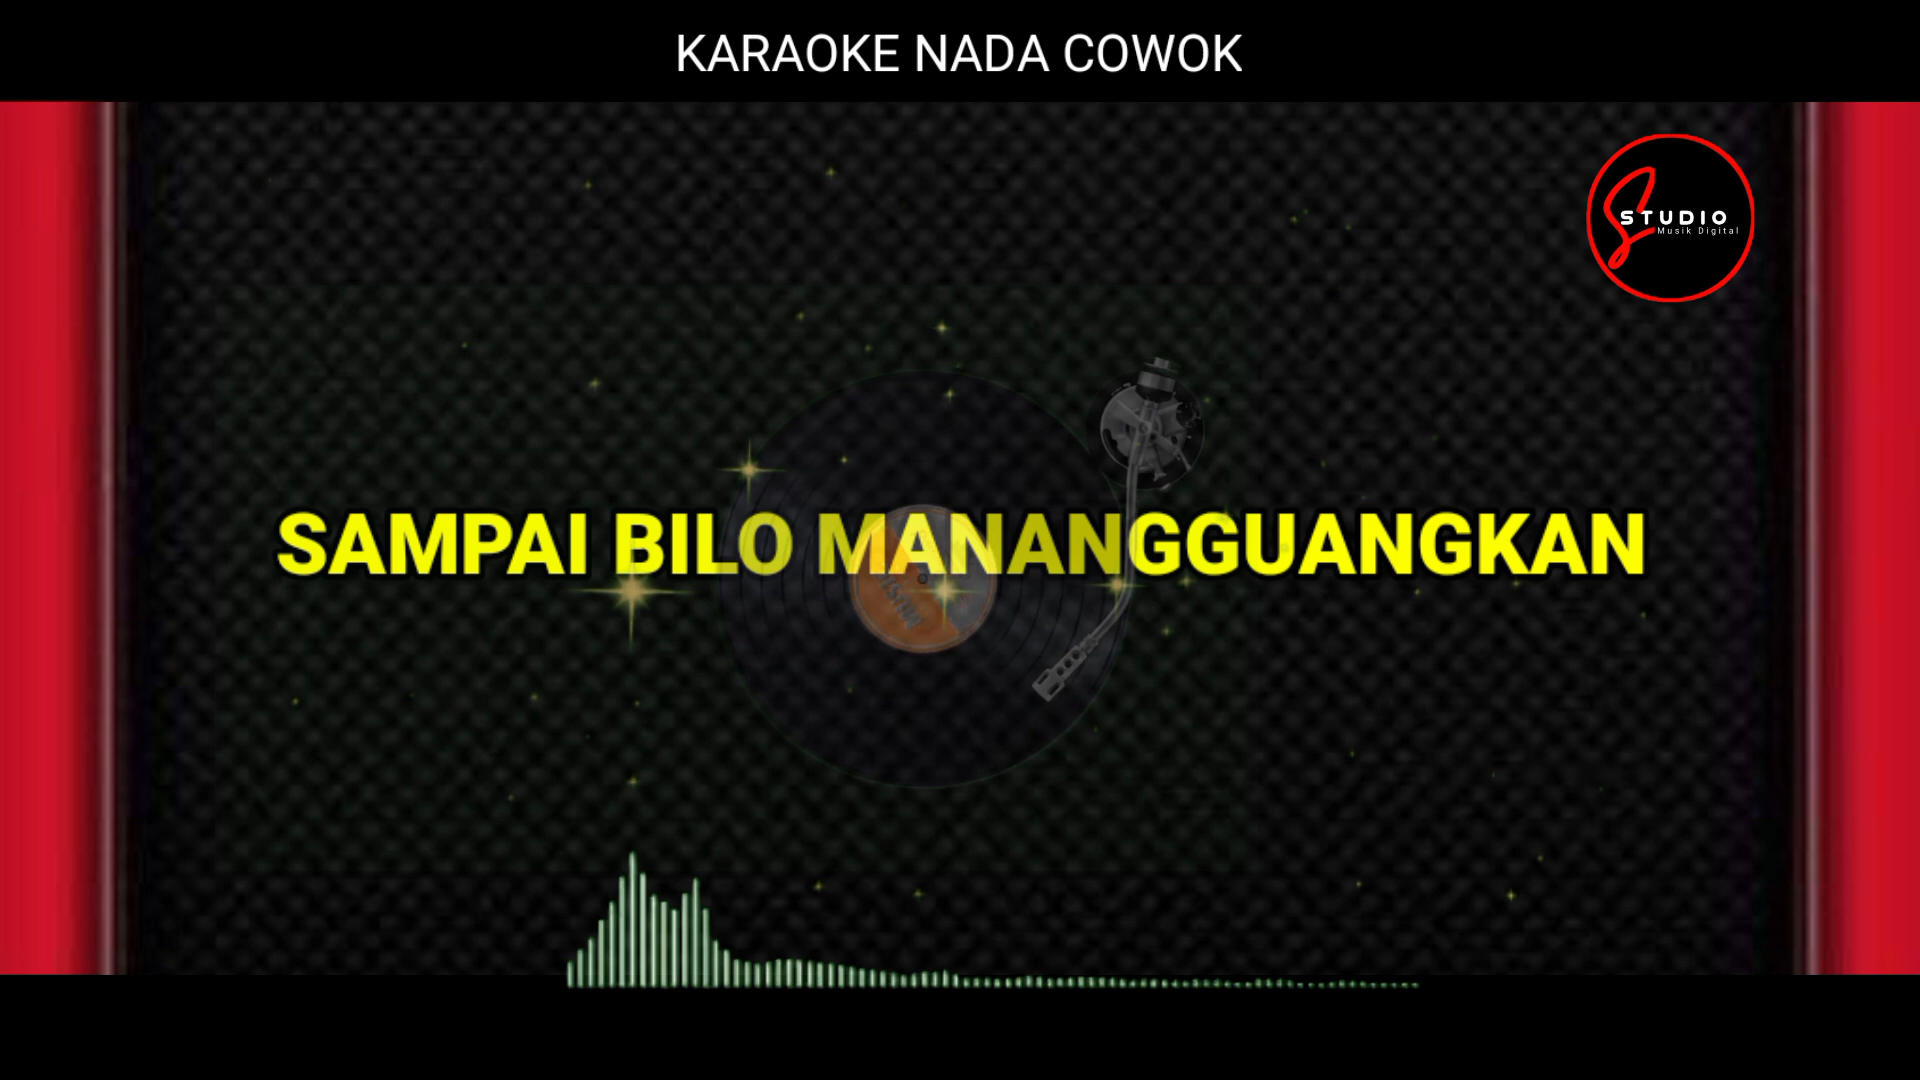 KARAOKE NADA COWOK
STUDIO
Musik Digital
SAMPAI BILO MANANGGUANGKAN